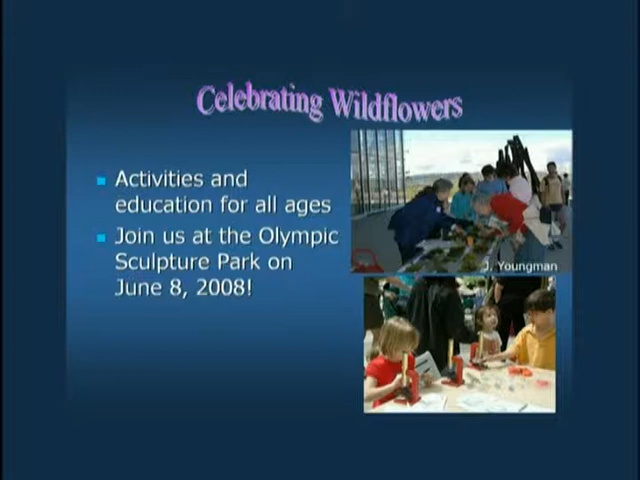 Celebrating Wildflowers
Activities and
education for all ages
Join us at the Olympic
Sculpture Park on
June 8, 2008!
J. Youngman